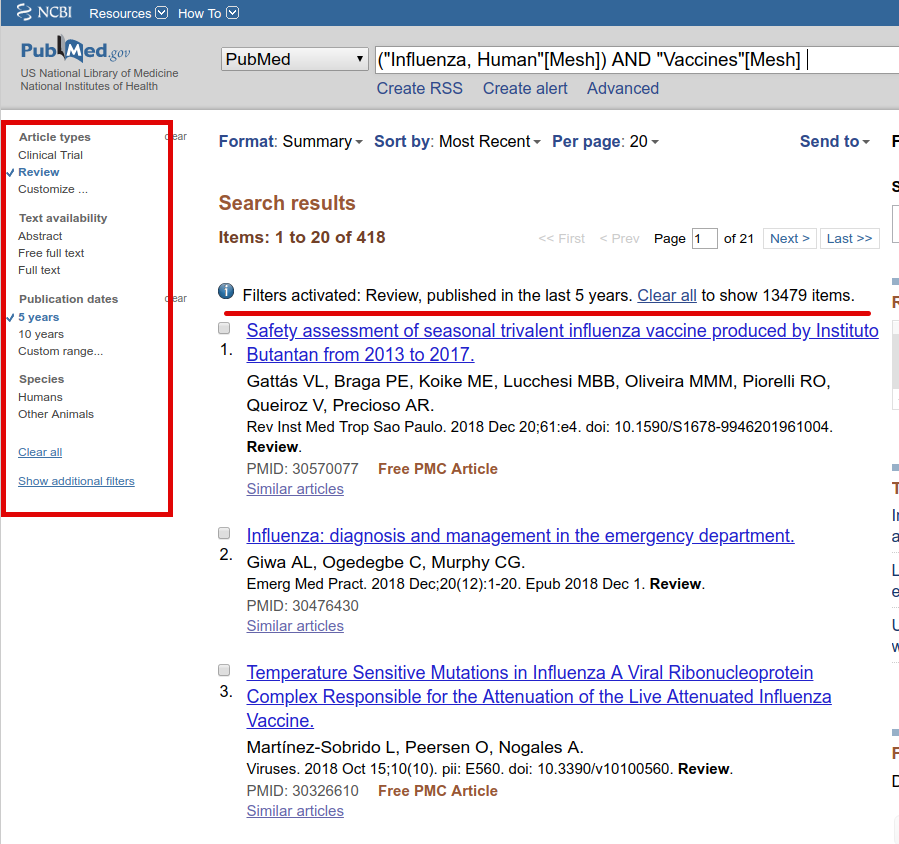 NCBI Resources How To
PubMed.gov
US National Library of Medicine
National Institutes of Health
PubMed
("Influenza, Human"[Mesh]) AND "Vaccines"[Mesh]
Create RSS Create alert Advanced
Article types clear
Clinical Trial
Review
Customize ...
Text availability
Abstract
Free full text
Full text
Publication dates clear
5 years
10 years
Custom range...
Species
Humans
Other Animals
Clear all
Show additional filters
Format: Summary Sort by: Most Recent Per page: 20 Send to
Search results
Items: 1 to 20 of 418
<< First < Prev Page 1 of 21 Next > Last >>
Filters activated: Review, published in the last 5 years. Clear all to show 13479 items.
Safety assessment of seasonal trivalent influenza vaccine produced by Instituto
1. Butantan from 2013 to 2017.
Gattás VL, Braga PE, Koike ME, Lucchesi MBB, Oliveira MMM, Piorelli RO,
Queiroz V, Precioso AR.
Rev Inst Med Trop Sao Paulo. 2018 Dec 20;61:e4. doi: 10.1590/S1678-9946201961004.
Review.
PMID: 30570077 Free PMC Article
Similar articles
Influenza: diagnosis and management in the emergency department.
2. Giwa AL, Ogedegbe C, Murphy CG.
Emerg Med Pract. 2018 Dec;20(12):1-20. Epub 2018 Dec 1. Review.
PMID: 30476430
Similar articles
Temperature Sensitive Mutations in Influenza A Viral Ribonucleoprotein
3. Complex Responsible for the Attenuation of the Live Attenuated Influenza
Vaccine.
Martínez-Sobrido L, Peersen O, Nogales A.
Viruses. 2018 Oct 15;10(10). pii: E560. doi: 10.3390/v10100560. Review.
PMID: 30326610 Free PMC Article
Similar articles